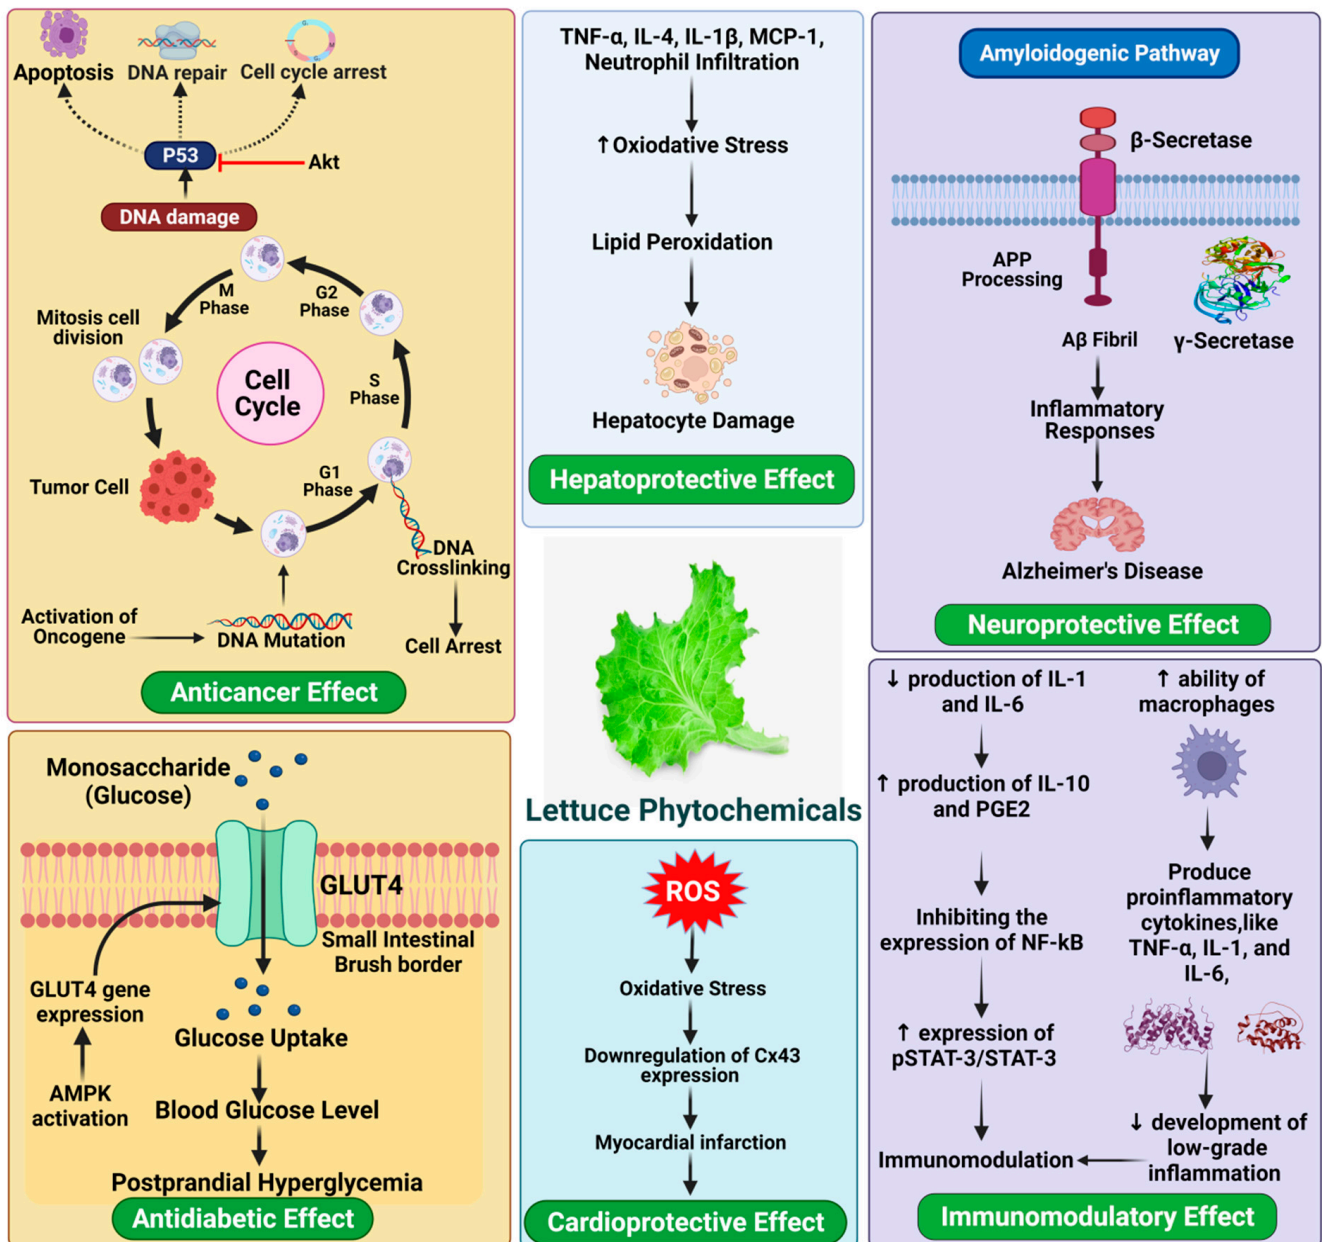 Apoptosis
DNA repair
Cell cycle arrest
P53
Akt
DNA damage
M
Phase
G2
Phase
Mitosis cell
division
Cell
Cycle
S
Phase
Tumor Cell
G1
Phase
DNA
Crosslinking
Activation of
Oncogene
DNA Mutation
Cell Arrest
Anticancer Effect
TNF-α, IL-4, IL-1β, MCP-1,
Neutrophil Infiltration
↑Oxiodative Stress
Lipid Peroxidation
Hepatocyte Damage
Hepatoprotective Effect
Amyloidogenic Pathway
β-Secretase
APP
Processing
Aβ Fibril
γ-Secretase
Inflammatory
Responses
Alzheimer's Disease
Neuroprotective Effect
Lettuce Phytochemicals
Monosaccharide
(Glucose)
GLUT4
Small Intestinal
Brush border
GLUT4 gene
expression
Glucose Uptake
AMPK
activation
Blood Glucose Level
Postprandial Hyperglycemia
Antidiabetic Effect
ROS
Oxidative Stress
Downregulation of Cx43
expression
Myocardial infarction
Cardioprotective Effect
↓ production of IL-1
and IL-6
↑ production of IL-10
and PGE2
Inhibiting the
expression of NF-kB
↑ expression of
pSTAT-3/STAT-3
Immunomodulation
↑ ability of
macrophages
Produce
proinflammatory
cytokines,like
TNF-α, IL-1, and
IL-6,
↓ development of
low-grade
inflammation
Immunomodulatory Effect